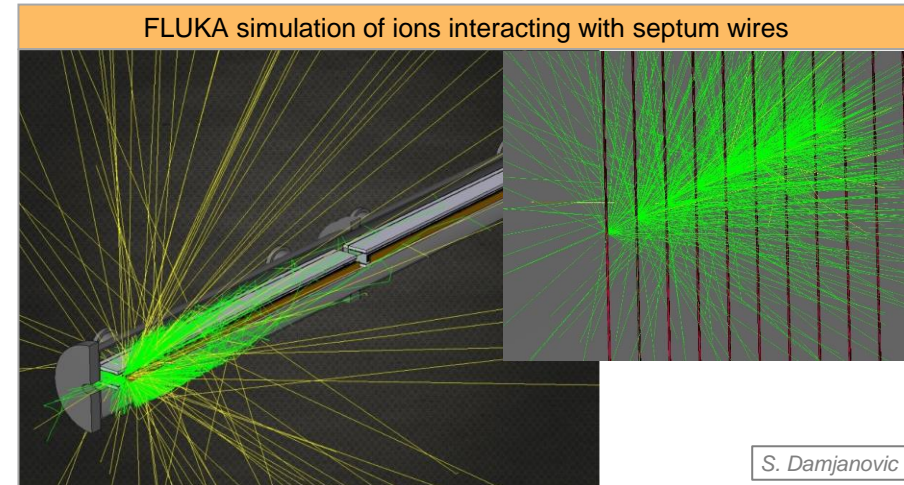 FLUKA simulation of ions interacting with septum wires
S. Damjanovic